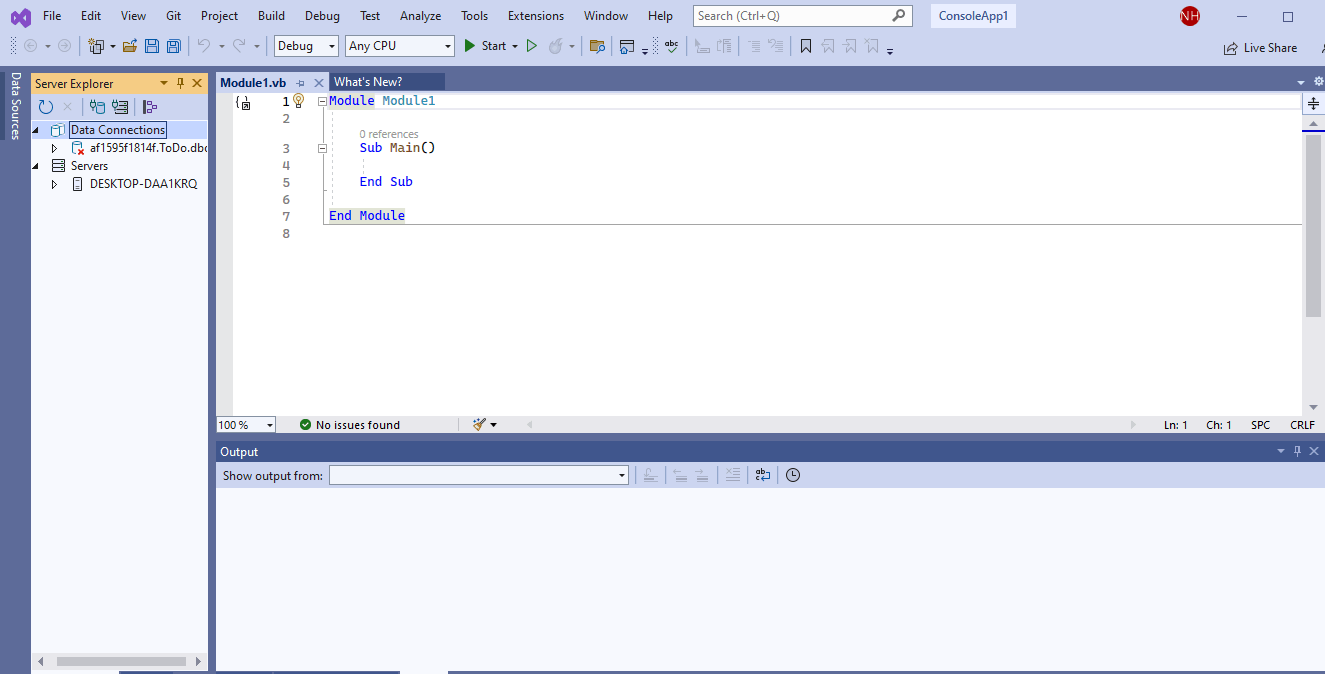 File Edit View Git Project Build Debug Test Analyze Tools Extensions Window Help Search (Ctrl+Q) ConsoleApp1 NH
Debug Any CPU Start abc Live Share
Data Sources
Server Explorer
Data Connections
af1595f1814f.ToDo.dbo
Servers
DESKTOP-DAA1KRQ
Module1.vb What's New?
1 Module Module1
2
0 references
3 Sub Main()
4
5 End Sub
6
7 End Module
8
100 % No issues found Ln: 1 Ch: 1 SPC CRLF
Output
Show output from: